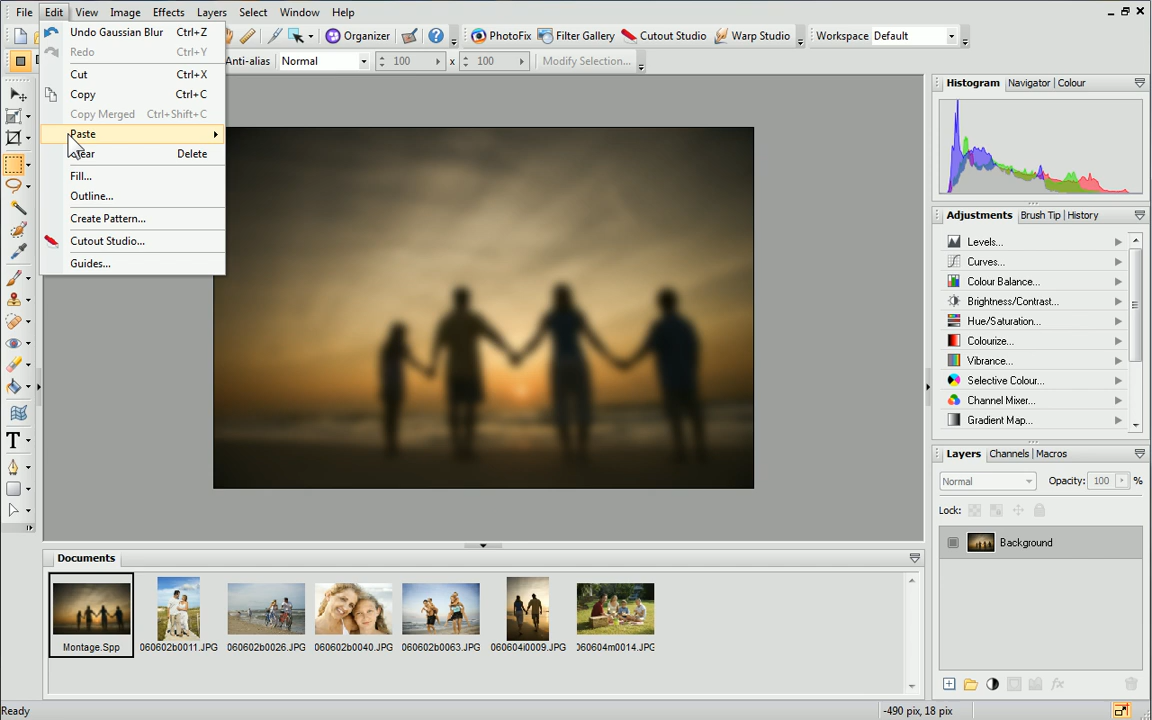 File Edit View Image Effects Layers Select Window Help
Undo Gaussian Blur Ctrl+Z
Redo Ctrl+Y
Cut Ctrl+X
Copy Ctrl+C
Copy Merged Ctrl+Shift+C
Paste
Delete
Fill...
Outline...
Create Pattern...
Cutout Studio...
Guides...
Organizer PhotoFix Filter Gallery Cutout Studio Warp Studio Workspace Default
Anti-alias Normal 100 x 100 Modify Selection...
Histogram Navigator | Colour
Adjustments Brush Tip | History
Levels...
Curves...
Colour Balance...
Brightness/Contrast...
Hue/Saturation...
Colourize...
Vibrance...
Selective Colour...
Channel Mixer...
Gradient Map...
Layers Channels | Macros
Normal Opacity: 100 %
Lock:
Background
T
fx
Documents
Montage.Spp 060602b0011.JPG 060602b0026.JPG 060602b0040.JPG 060602b0063.JPG 060604i0009.JPG 060604m0014.JPG
Ready -490 pix, 18 pix